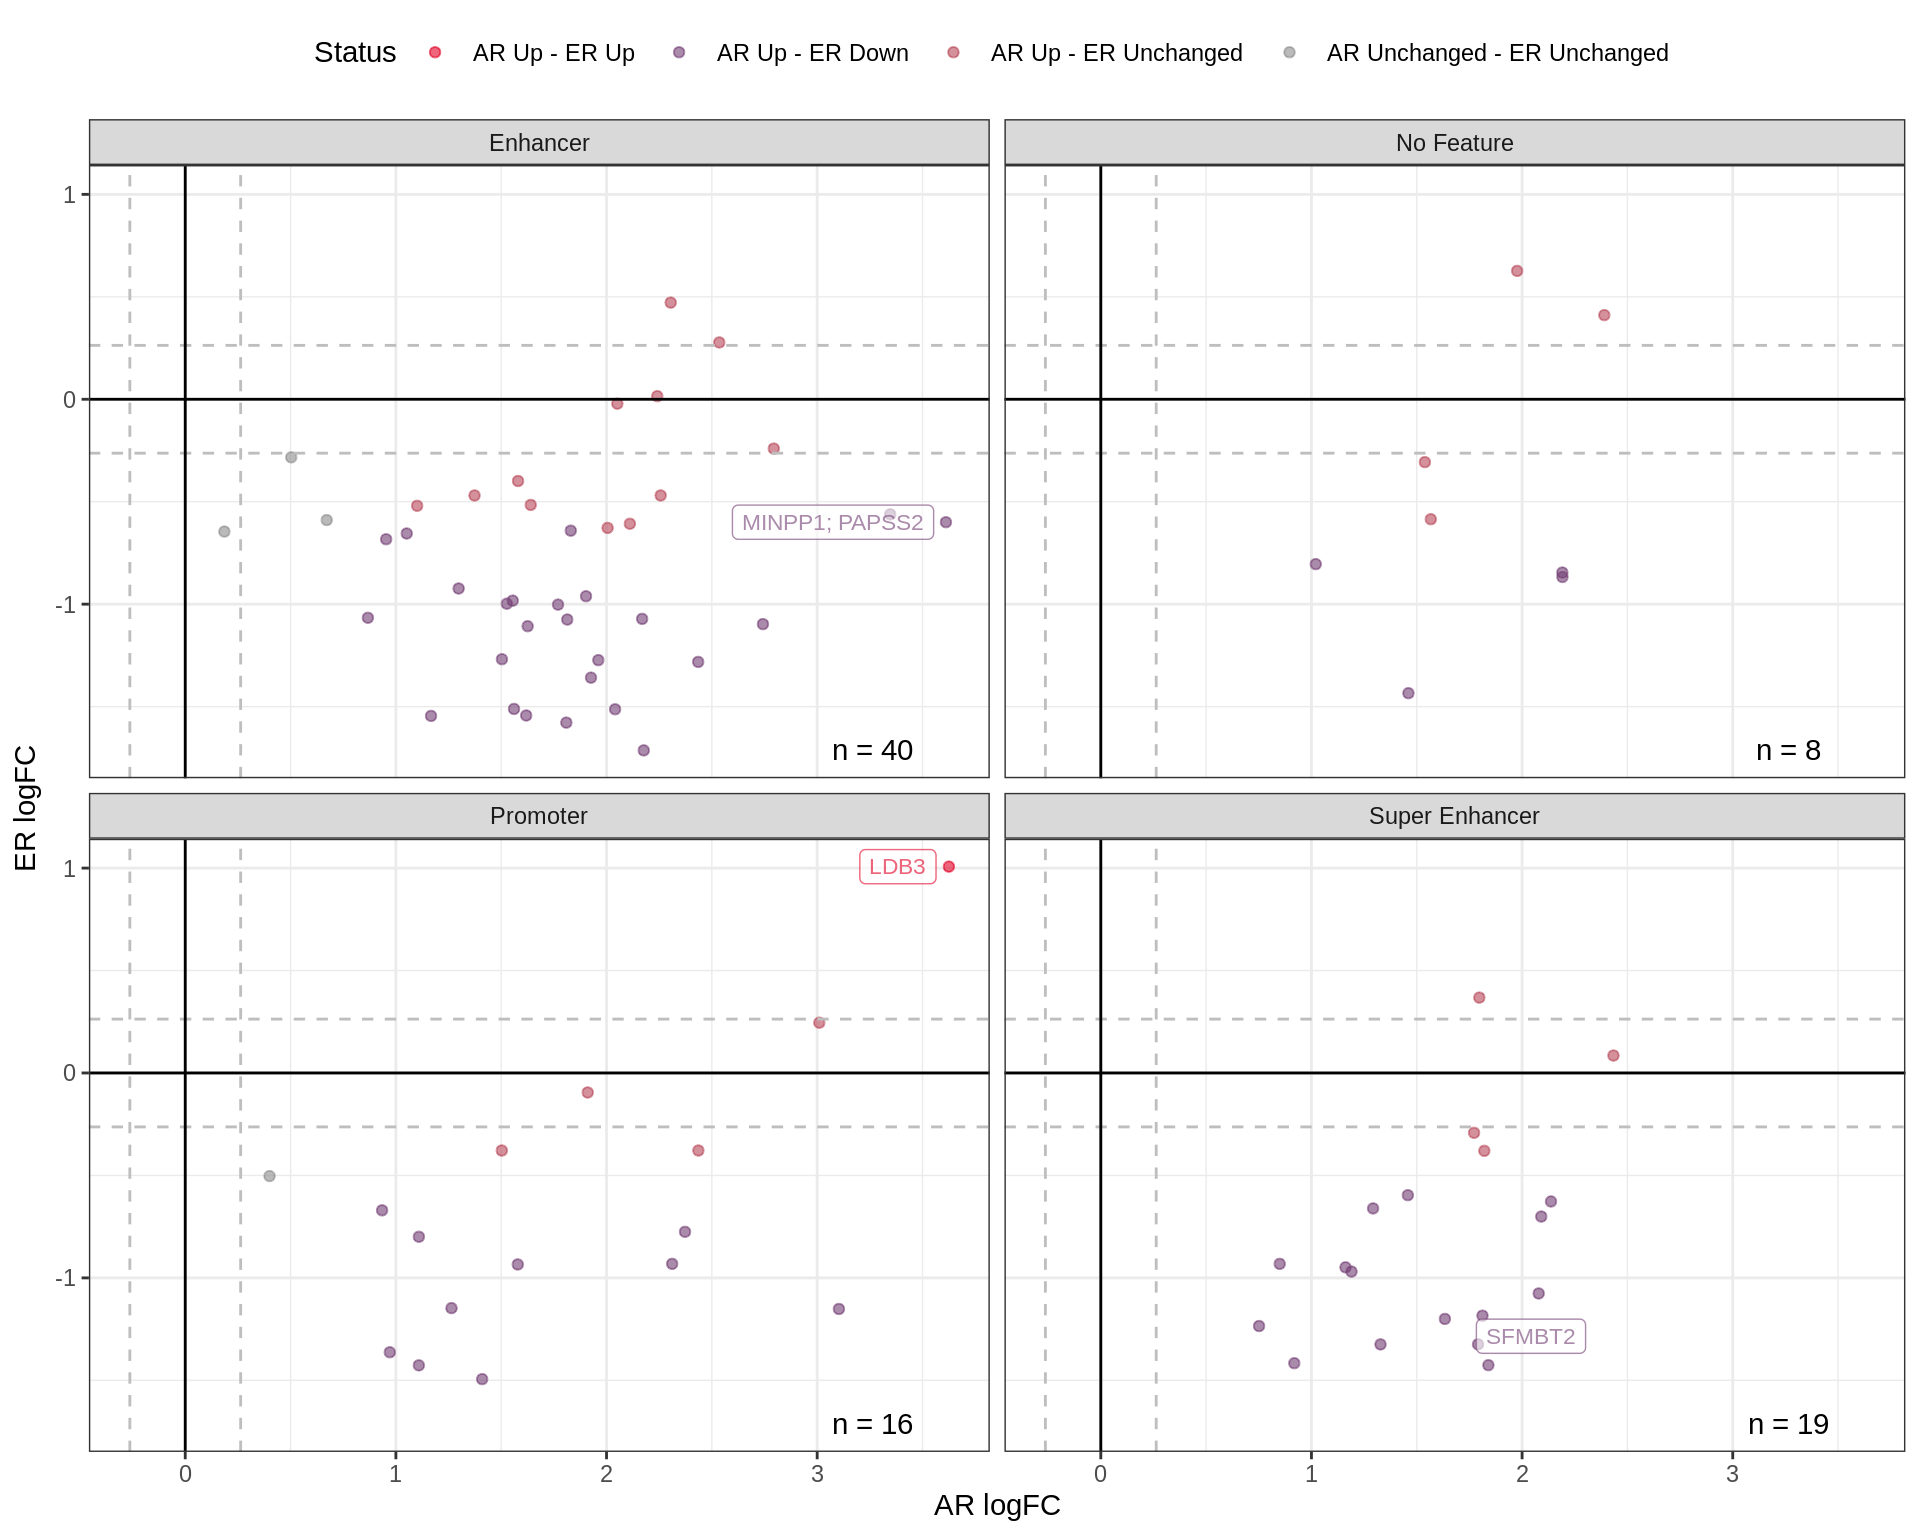 Status AR Up - ER Up AR Up - ER Down AR Up - ER Unchanged AR Unchanged - ER Unchanged
Enhancer
No Feature
1
0
-1
MINPP1; PAPSS2
n = 40
n = 8
Promoter
Super Enhancer
1
0
-1
LDB3
SFMBT2
n = 16
n = 19
0 1 2 3
0 1 2 3
AR logFC
ER logFC